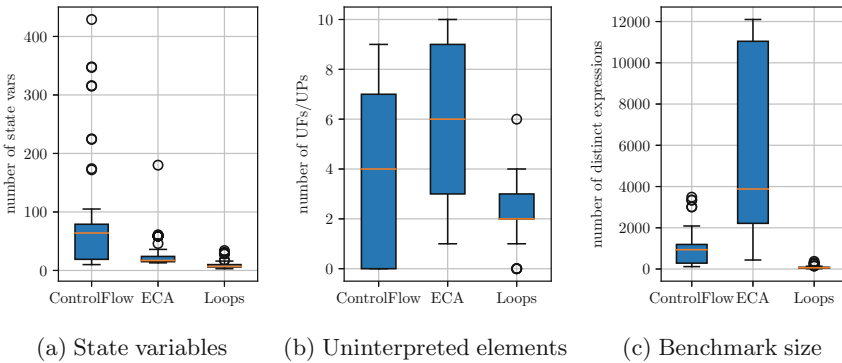 400
300
200
100
0
number of state vars
ControlFlow ECA Loops
10
8
6
4
2
0
number of UFs/UPs
ControlFlow ECA Loops
12000
10000
8000
6000
4000
2000
0
number of distinct expressions
ControlFlow ECA Loops
(a) State variables (b) Uninterpreted elements (c) Benchmark size